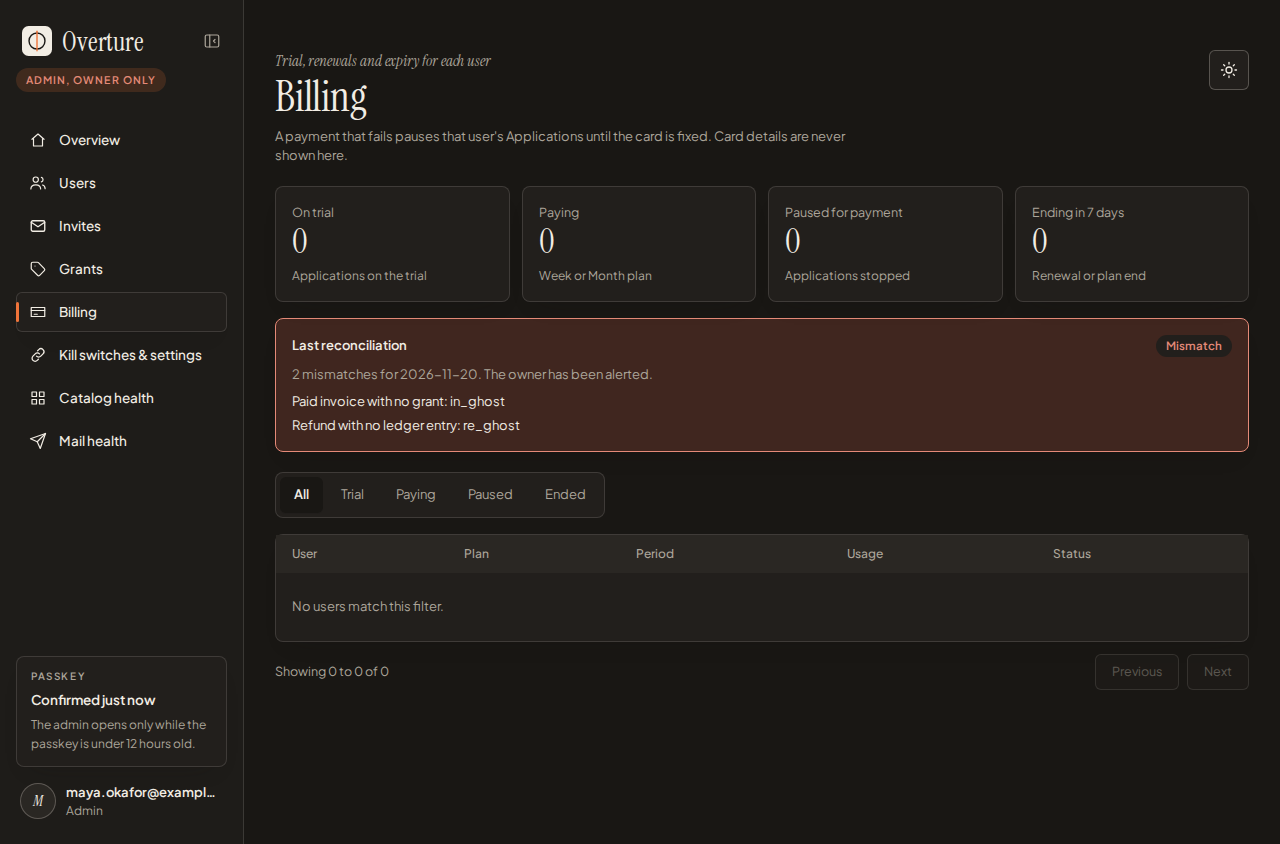 Overture
ADMIN, OWNER ONLY
Overview
Users
Invites
Grants
Billing
Kill switches & settings
Catalog health
Mail health
PASSKEY
Confirmed just now
The admin opens only while the
passkey is under 12 hours old.
M
maya.okafor@exampl…
Admin
Trial, renewals and expiry for each user
Billing
A payment that fails pauses that user's Applications until the card is fixed. Card details are never
shown here.
On trial
0
Applications on the trial
Paying
0
Week or Month plan
Paused for payment
0
Applications stopped
Ending in 7 days
0
Renewal or plan end
Last reconciliation
Mismatch
2 mismatches for 2026-11-20. The owner has been alerted.
Paid invoice with no grant: in_ghost
Refund with no ledger entry: re_ghost
All Trial Paying Paused Ended
User Plan Period Usage Status
No users match this filter.
Showing 0 to 0 of 0
Previous Next